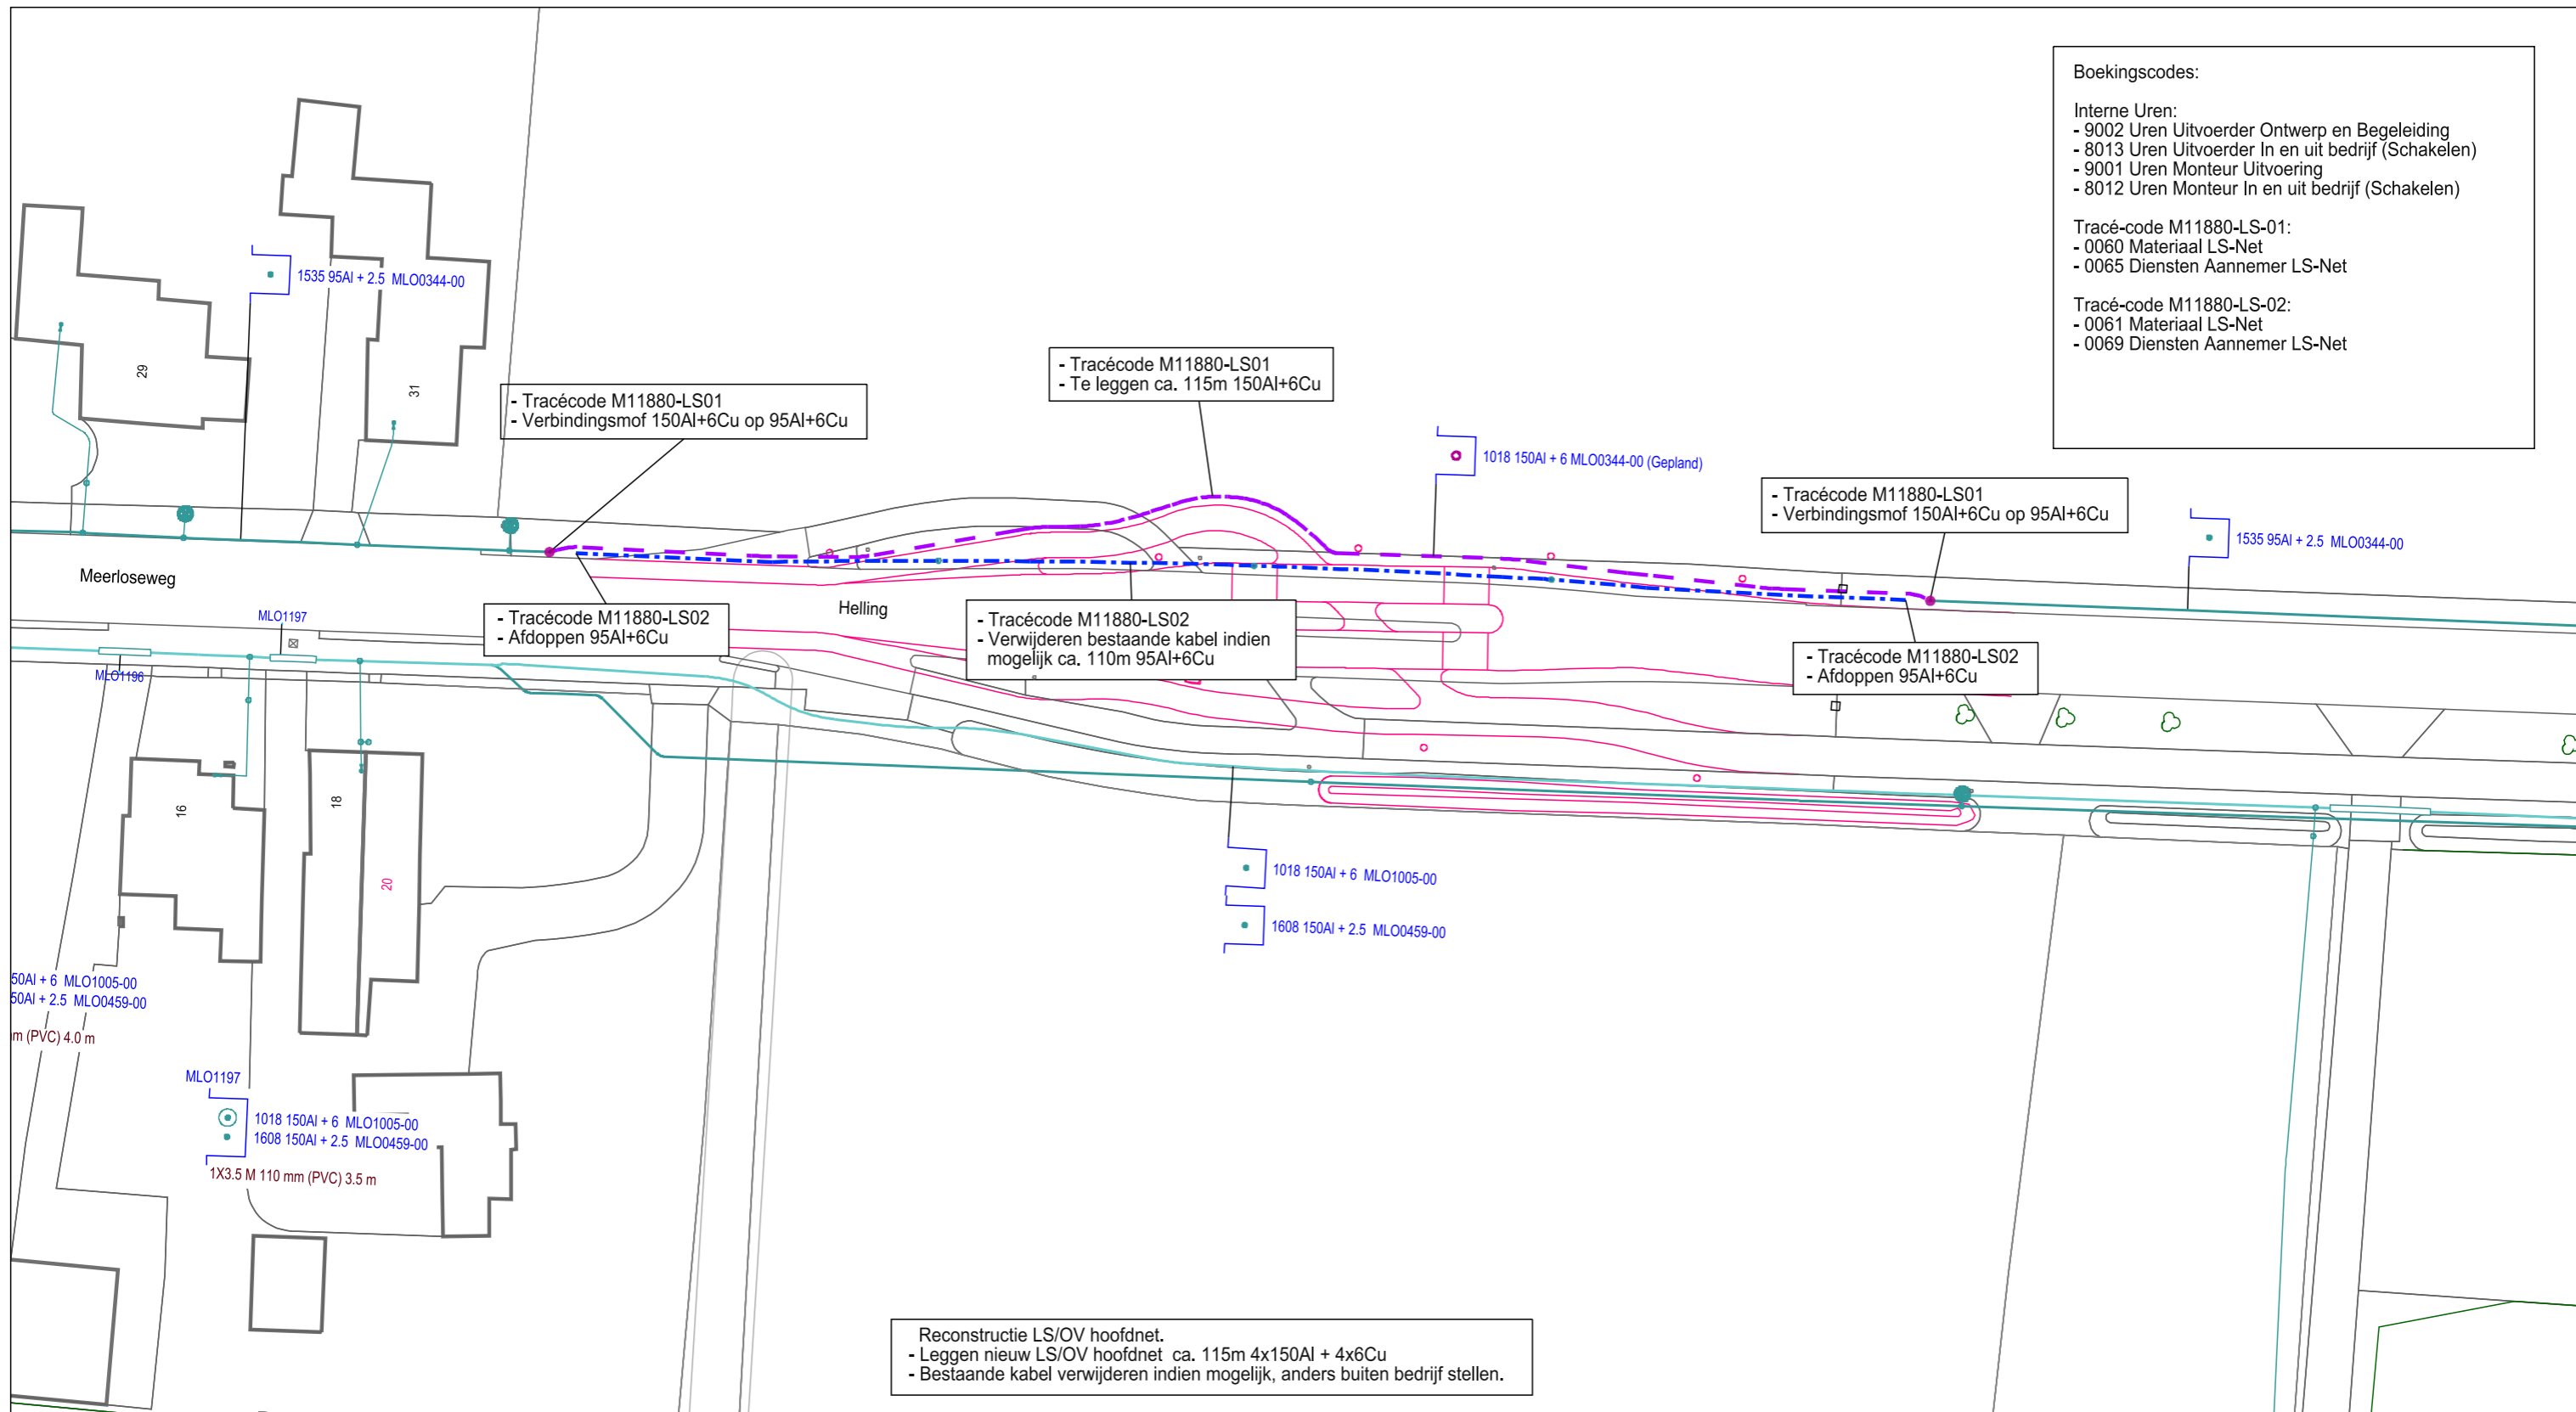 Boekingscodes:
Interne Uren:
- 9002 Uren Uitvoerder Ontwerp en Begeleiding
- 8013 Uren Uitvoerder In en uit bedrijf (Schakelen)
- 9001 Uren Monteur Uitvoering
- 8012 Uren Monteur In en uit bedrijf (Schakelen)
Tracé-code M11880-LS-01:
- 0060 Materiaal LS-Net
- 0065 Diensten Aannemer LS-Net
Tracé-code M11880-LS-02:
- 0061 Materiaal LS-Net
- 0069 Diensten Aannemer LS-Net
1535 95Al + 2.5 MLO0344-00
29
31
- Tracécode M11880-LS01
- Verbindingsmof 150Al+6Cu op 95Al+6Cu
- Tracécode M11880-LS01
- Te leggen ca. 115m 150Al+6Cu
1018 150Al + 6 MLO0344-00 (Gepland)
- Tracécode M11880-LS01
- Verbindingsmof 150Al+6Cu op 95Al+6Cu
1535 95Al + 2.5 MLO0344-00
Meerloseweg
Helling
MLO1197
MLO1196
- Tracécode M11880-LS02
- Afdoppen 95Al+6Cu
- Tracécode M11880-LS02
- Verwijderen bestaande kabel indien
mogelijk ca. 110m 95Al+6Cu
- Tracécode M11880-LS02
- Afdoppen 95Al+6Cu
16
18
20
1018 150Al + 6 MLO1005-00
1608 150Al + 2.5 MLO0459-00
50Al + 6 MLO1005-00
50Al + 2.5 MLO0459-00
m (PVC) 4.0 m
MLO1197
1018 150Al + 6 MLO1005-00
1608 150Al + 2.5 MLO0459-00
1X3.5 M 110 mm (PVC) 3.5 m
Reconstructie LS/OV hoofdnet.
- Leggen nieuw LS/OV hoofdnet ca. 115m 4x150Al + 4x6Cu
- Bestaande kabel verwijderen indien mogelijk, anders buiten bedrijf stellen.